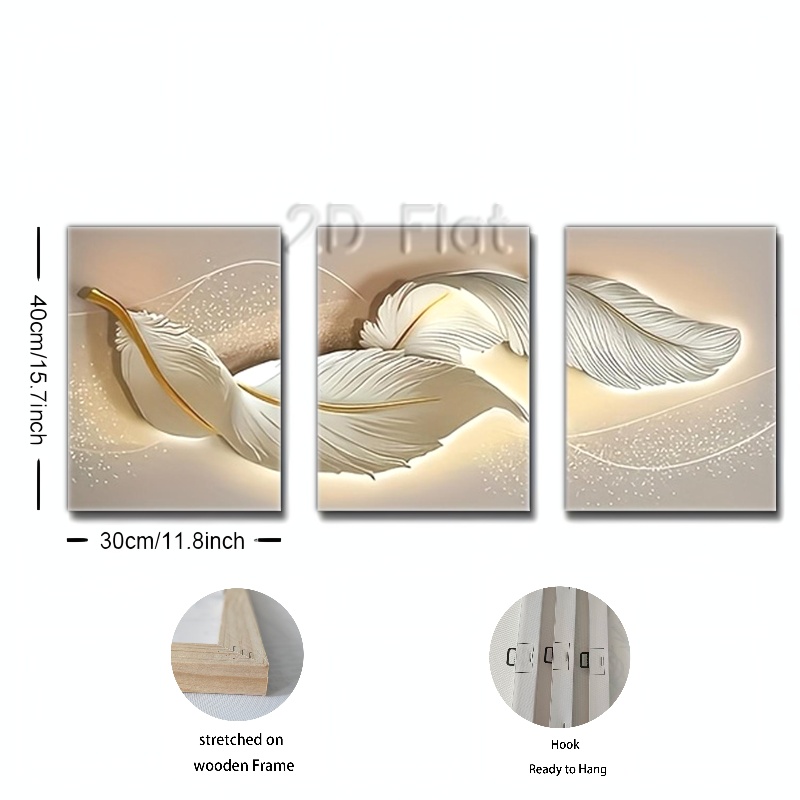 2D Flat
40cm/15.7inch
30cm/11.8inch
stretched on
wooden Frame
Hook
Ready to Hang